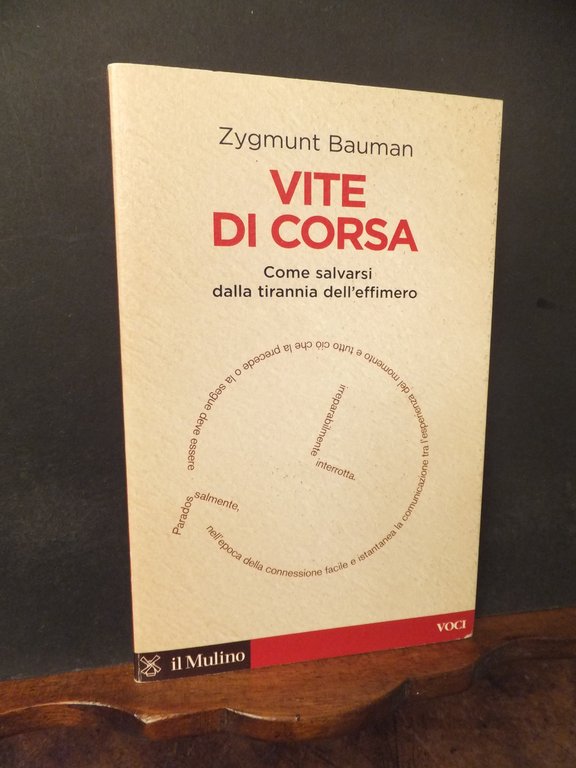 Zygmunt Bauman
VITE
DI CORSA
Come salvarsi
dalla tirannia dell'effimero
Paradossalmente, nell'epoca della connessione facile e istantanea la comunicazione tra l'esperienza del momento e tutto ciò che la precede o la segue deve essere irreparabilmente interrotta.
il Mulino
VOCI